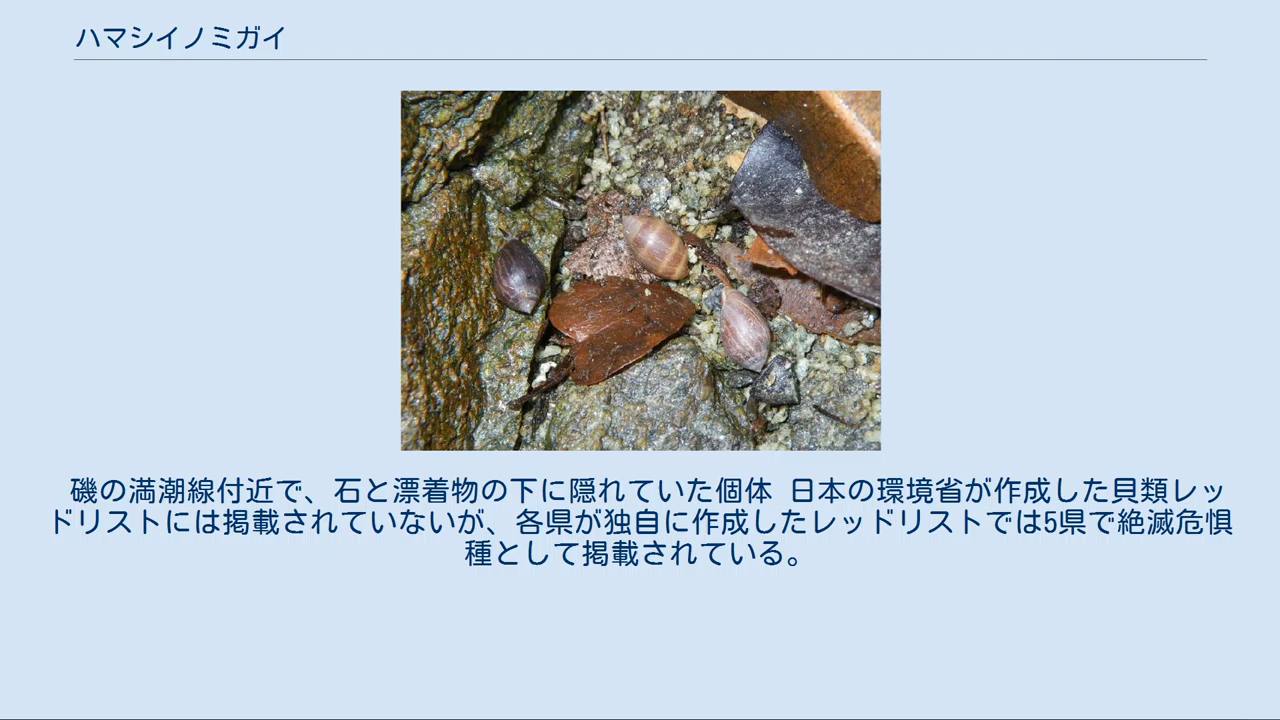 ハマシイノミガイ
磯の満潮線付近で、石と漂着物の下に隠れていた個体 日本の環境省が作成した貝類レッ
ドリストには掲載されていないが、各県が独自に作成したレッドリストでは5県で絶滅危惧
種として掲載されている。